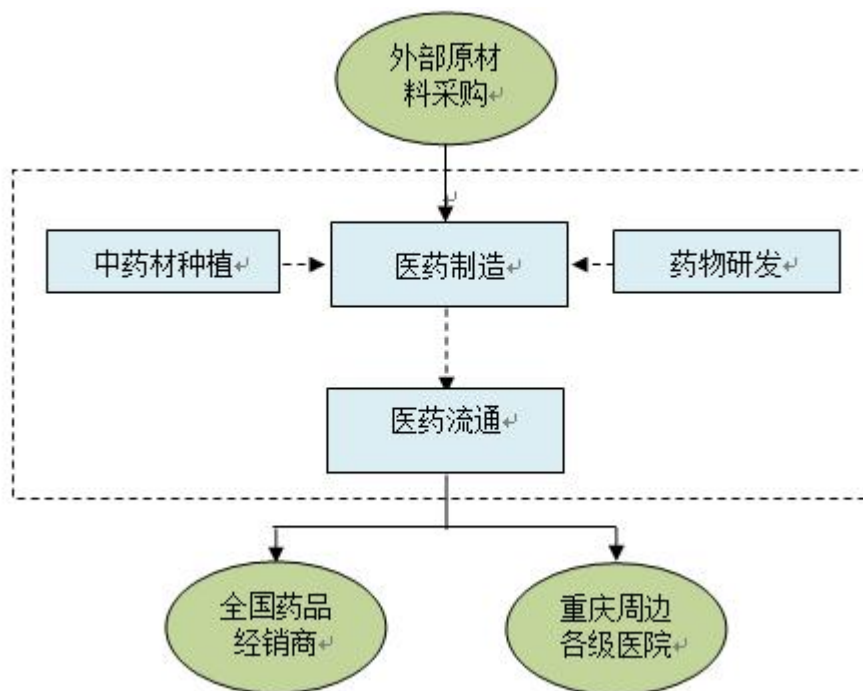 外部原材
料采购
中药材种植
医药制造
药物研发
医药流通
全国药品
经销商
重庆周边
各级医院